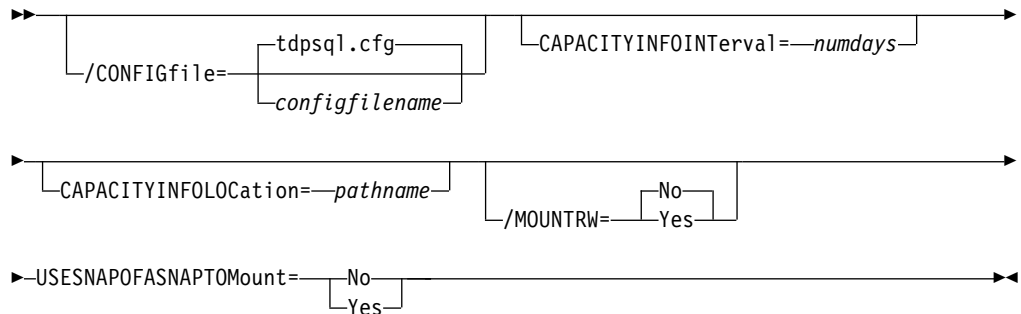 tdpsql.cfg
CAPACITYINFOINTerval= numdays
/CONFIGfile=
configfilename
CAPACITYINFOLOCation= pathname
No
/MOUNTRW= Yes
USESNAPOFASNAPTOMount= No
Yes